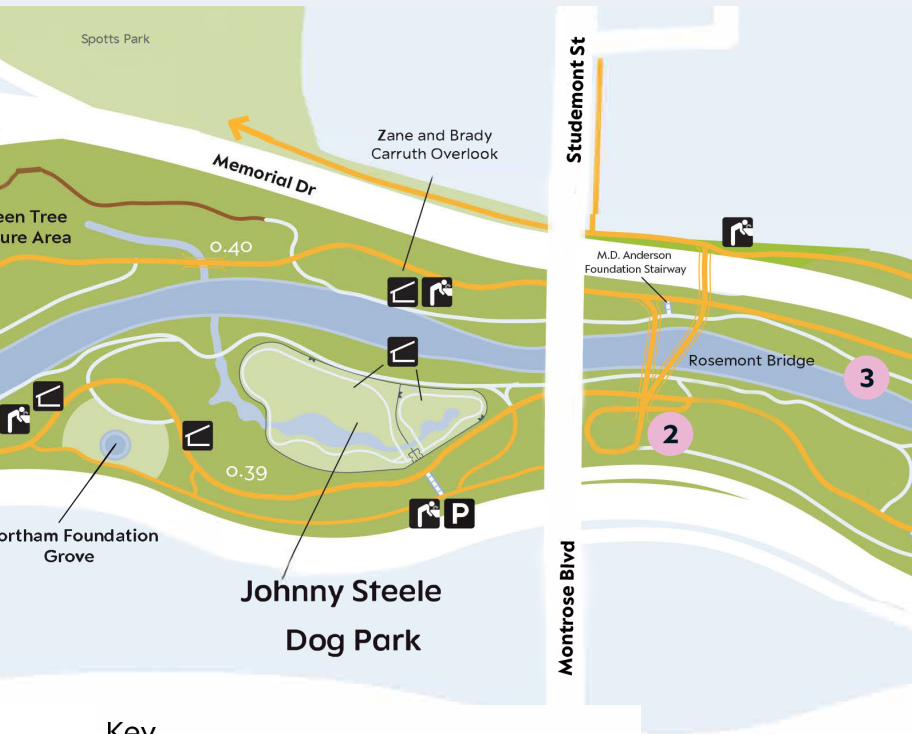 Spotts Park
Studemont St
Zane and Brady
Carruth Overlook
Memorial Dr
een Tree
ure Area
0.40
M.D. Anderson
Foundation Stairway
Rosemont Bridge
3
2
0.39
P
ortham Foundation
Grove
Johnny Steele
Dog Park
Montrose Blvd
Key